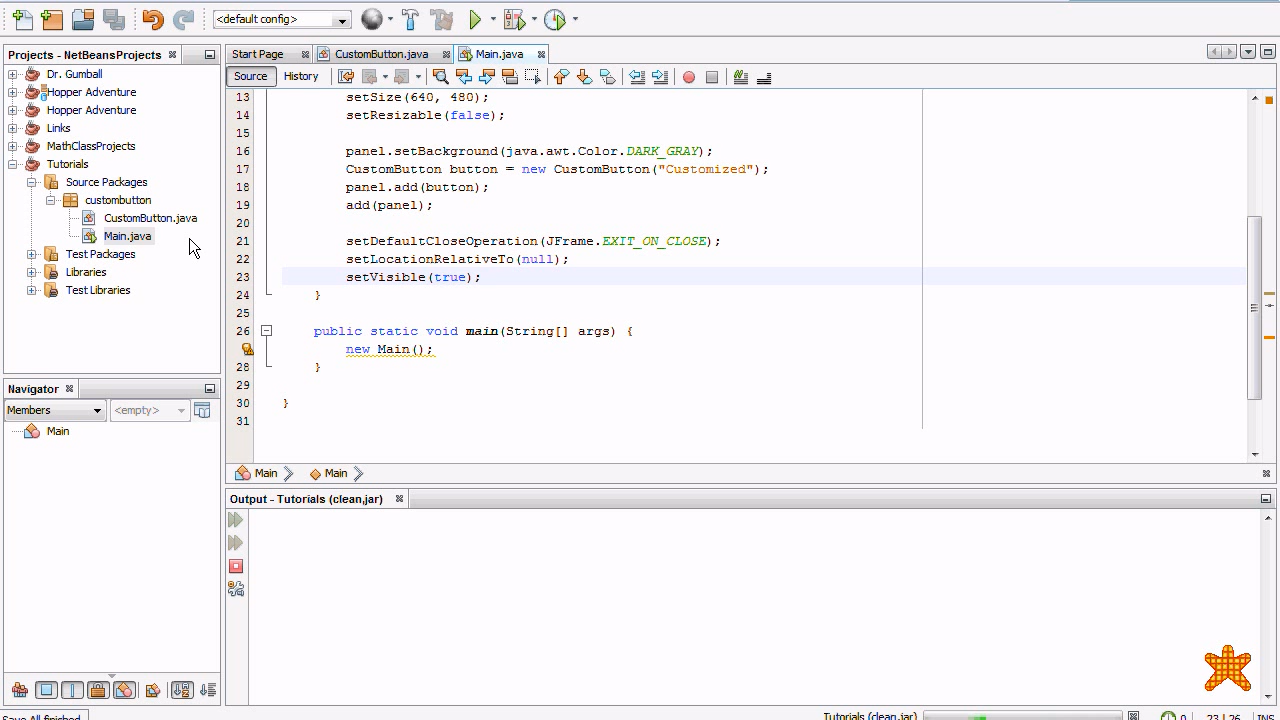 <default config>
Projects - NetBeansProjects
Dr. Gumball
Hopper Adventure
Hopper Adventure
Links
MathClassProjects
Tutorials
Source Packages
custombutton
CustomButton.java
Main.java
Test Packages
Libraries
Test Libraries
Navigator
Members
<empty>
Main
Start Page
CustomButton.java
Main.java
Source
History
13 setSize(640, 480);
14 setResizable(false);
15
16 panel.setBackground(java.awt.Color.DARK_GRAY);
17 CustomButton button = new CustomButton("Customized");
18 panel.add(button);
19 add(panel);
20
21 setDefaultCloseOperation(JFrame.EXIT_ON_CLOSE);
22 setLocationRelativeTo(null);
23 setVisible(true);
24 }
25
26 public static void main(String[] args) {
new Main();
28 }
29
30 }
31
Main
Main
Output - Tutorials (clean,jar)
Save All finished.
Tutorials (clean,jar)
0
23 | 26
INS